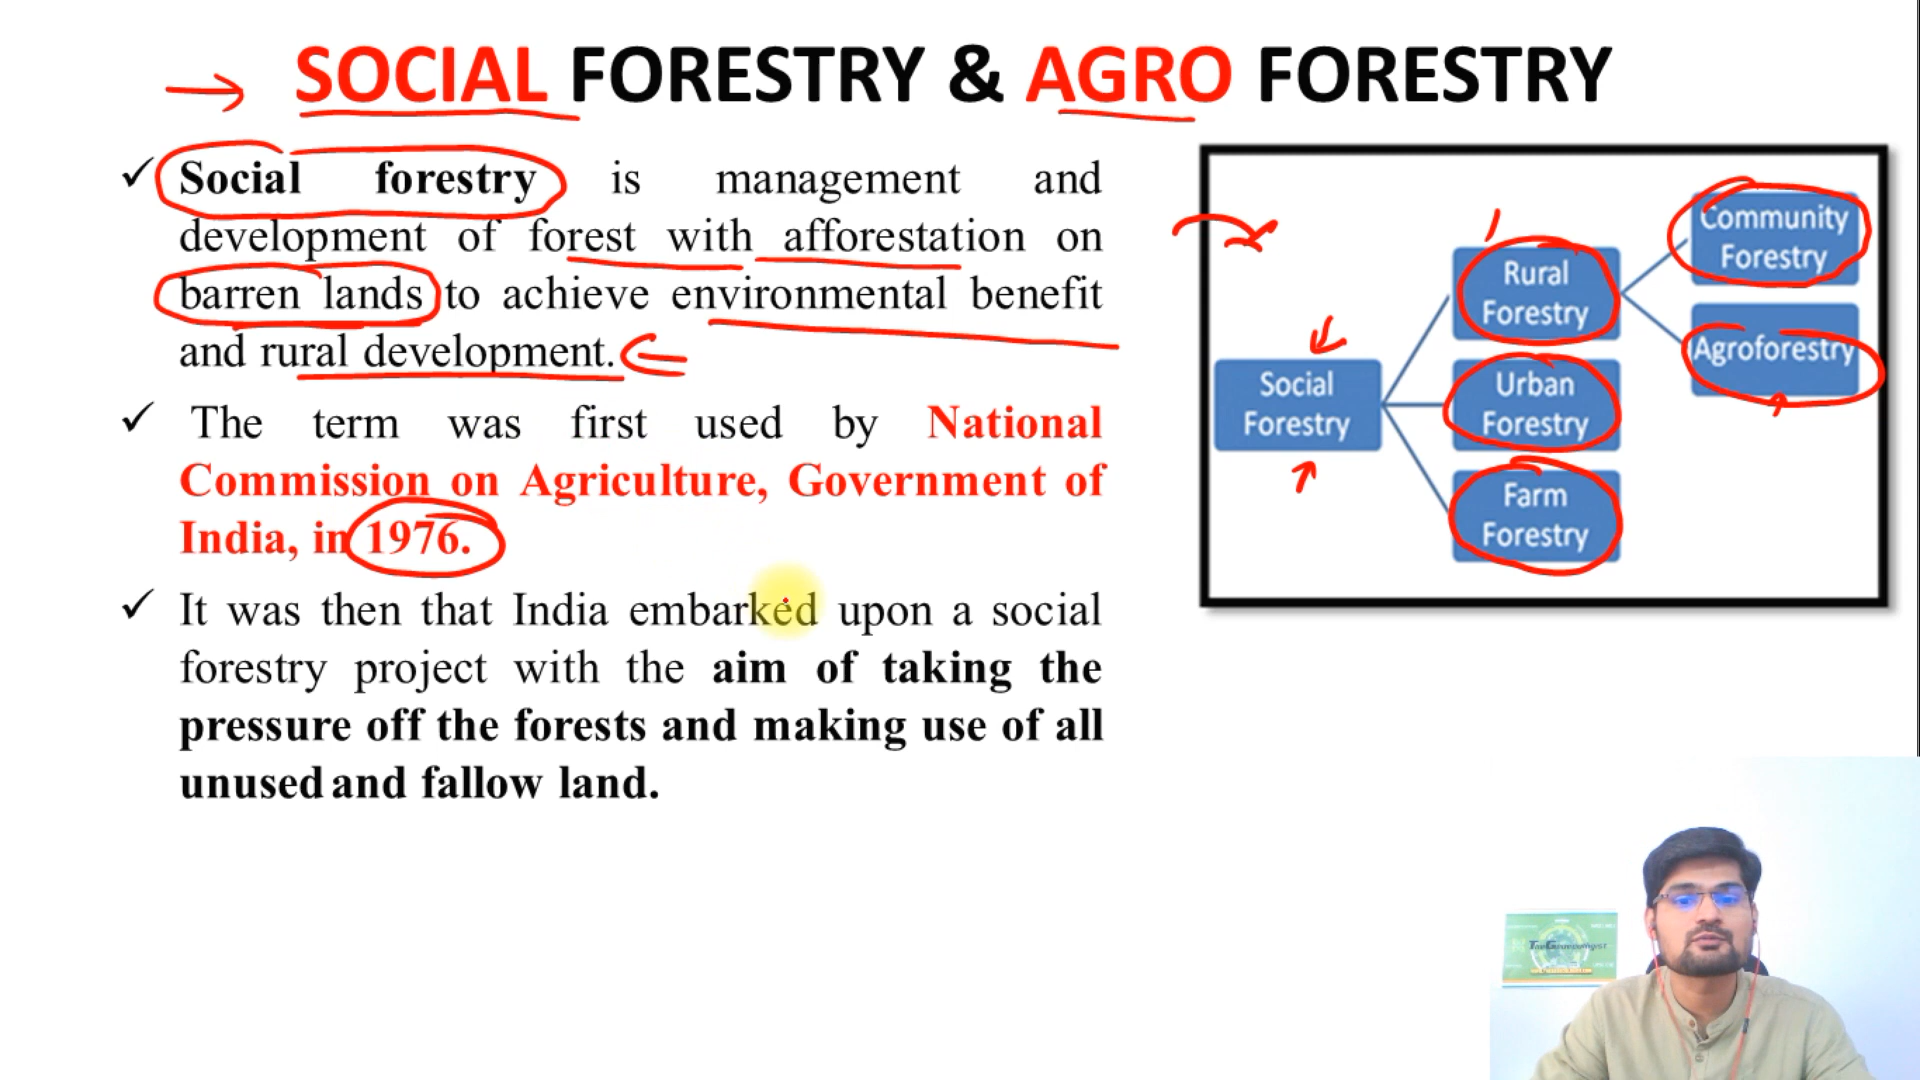 SOCIAL FORESTRY & AGRO FORESTRY
✓ Social forestry is management and
development of forest with afforestation on
barren lands to achieve environmental benefit
and rural development.
✓ The term was first used by National
Commission on Agriculture, Government of
India, in 1976.
✓ It was then that India embarked upon a social
forestry project with the aim of taking the
pressure off the forests and making use of all
unused and fallow land.
Social
Forestry
Rural
Forestry
Urban
Forestry
Farm
Forestry
Community
Forestry
Agroforestry